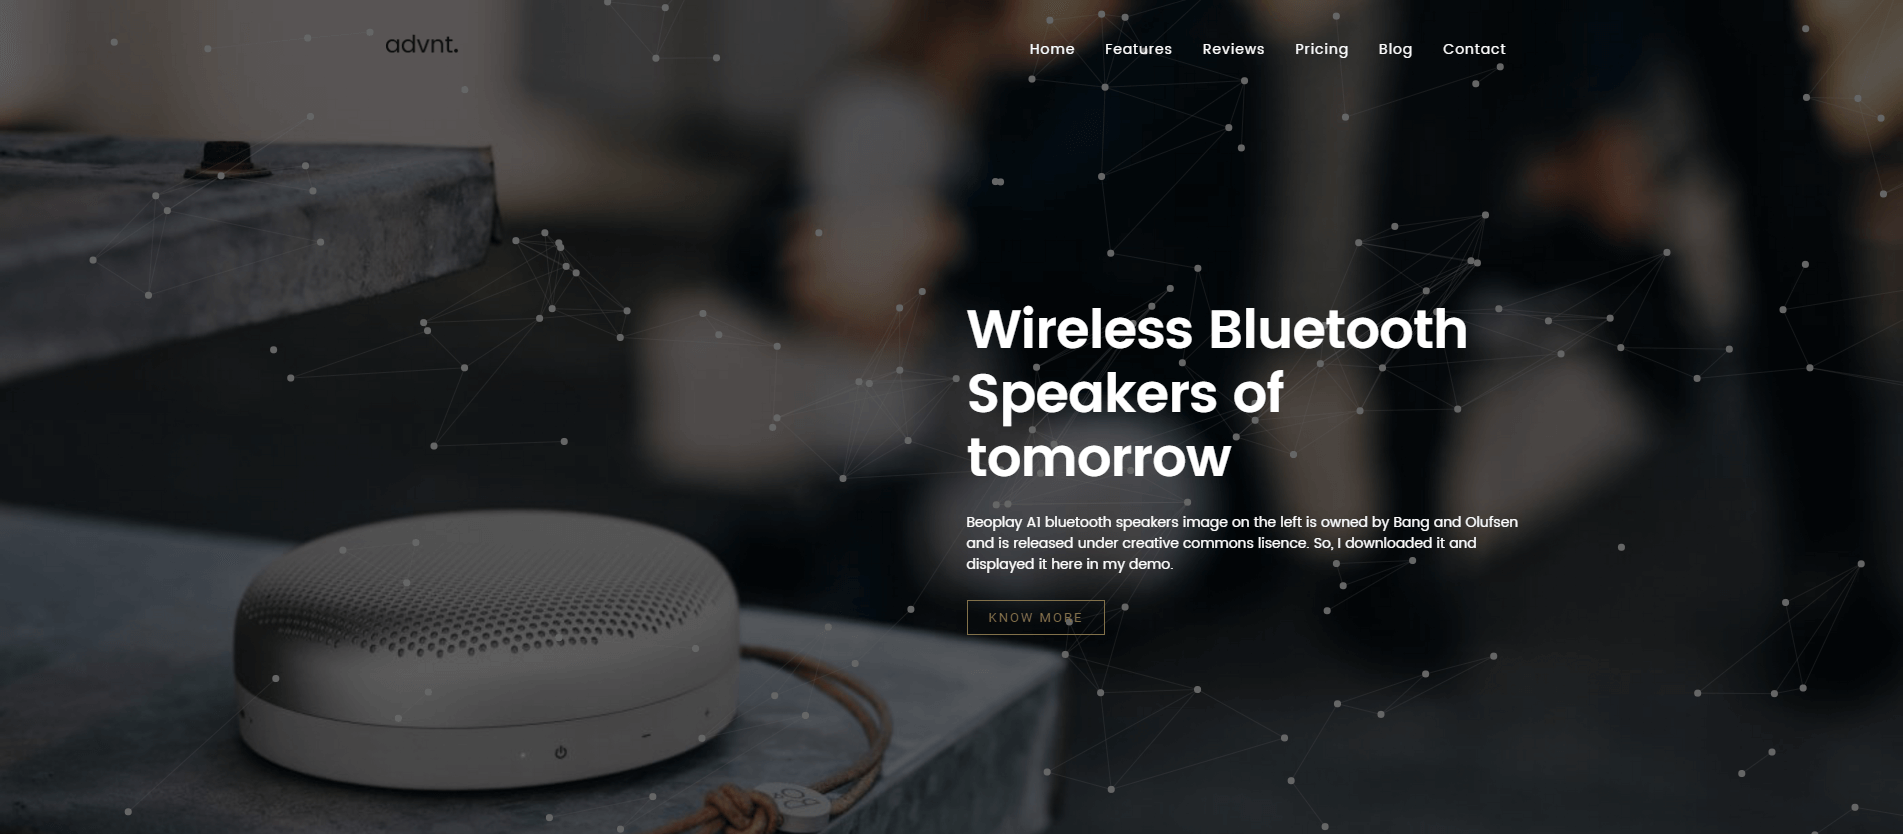 advnt.
Home Features Reviews Pricing Blog Contact
Wireless Bluetooth
Speakers of
tomorrow
Beoplay A1 bluetooth speakers image on the left is owned by Bang and Olufsen
and is released under creative commons lisence. So, I downloaded it and
displayed it here in my demo.
KNOW MORE